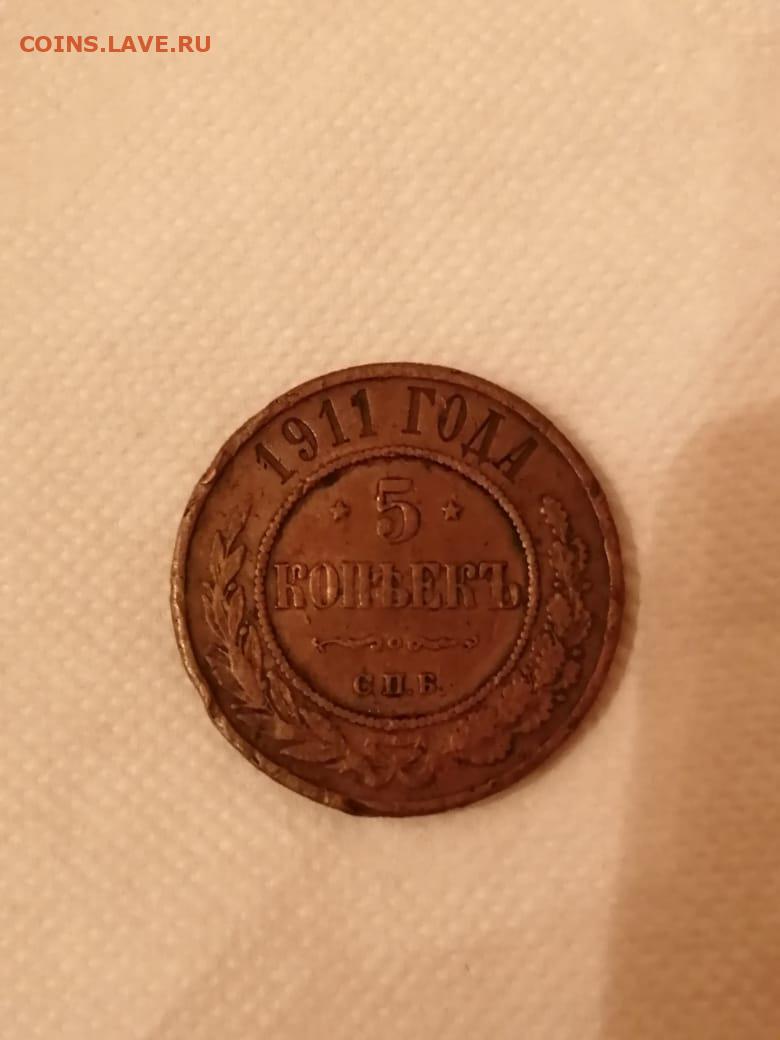 COINS.LAVE.RU
1911 ГОДА
5
КОПѢЕКЪ
С.П.Б.